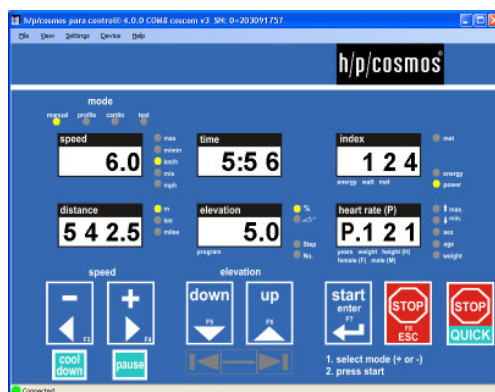 h/p/cosmos para control® 4.0.0 COM8 coscom v3 SN: 0<203091757
File View Settings Device Help
h/p/cosmos®
mode
manual profile cardio test
speed
6.0
max
m/min
km/h
m/s
mph
time
5:56
index
124
energy watt met
met
energy
power
distance
542.5
m
km
miles
elevation
5.0
program
%
Step
No.
heart rate (P)
P.121
years weight height (H)
female (F) male (M)
max.
min.
sex
age
weight
speed
elevation
- F3
+ F4
down F5
up F6
start
enter
F7
STOP
F8
ESC
STOP
QUICK
cool
down
pause
1. select mode (+ or -)
2. press start
Connected